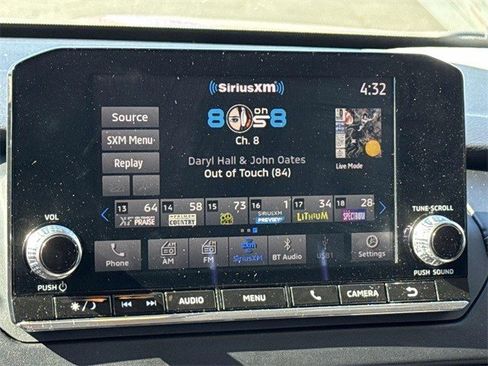 SiriusXM
4:32
Source
8 on 8
SXM Menu
Ch. 8
Replay
Daryl Hall & John Oates
Out of Touch (84)
Live Mode
VOL
TUNE-SCROLL
13 64 14 58 15 73 16 1 17 34 18 28
PRAISE COUNTRY SIRIUSXM PREVIEW LITHIUM SPECTRUM
Phone
AM
FM
SiriusXM
BT Audio
USB1
Settings
PUSH
PUSH SOUND
AUDIO
MENU
CAMERA